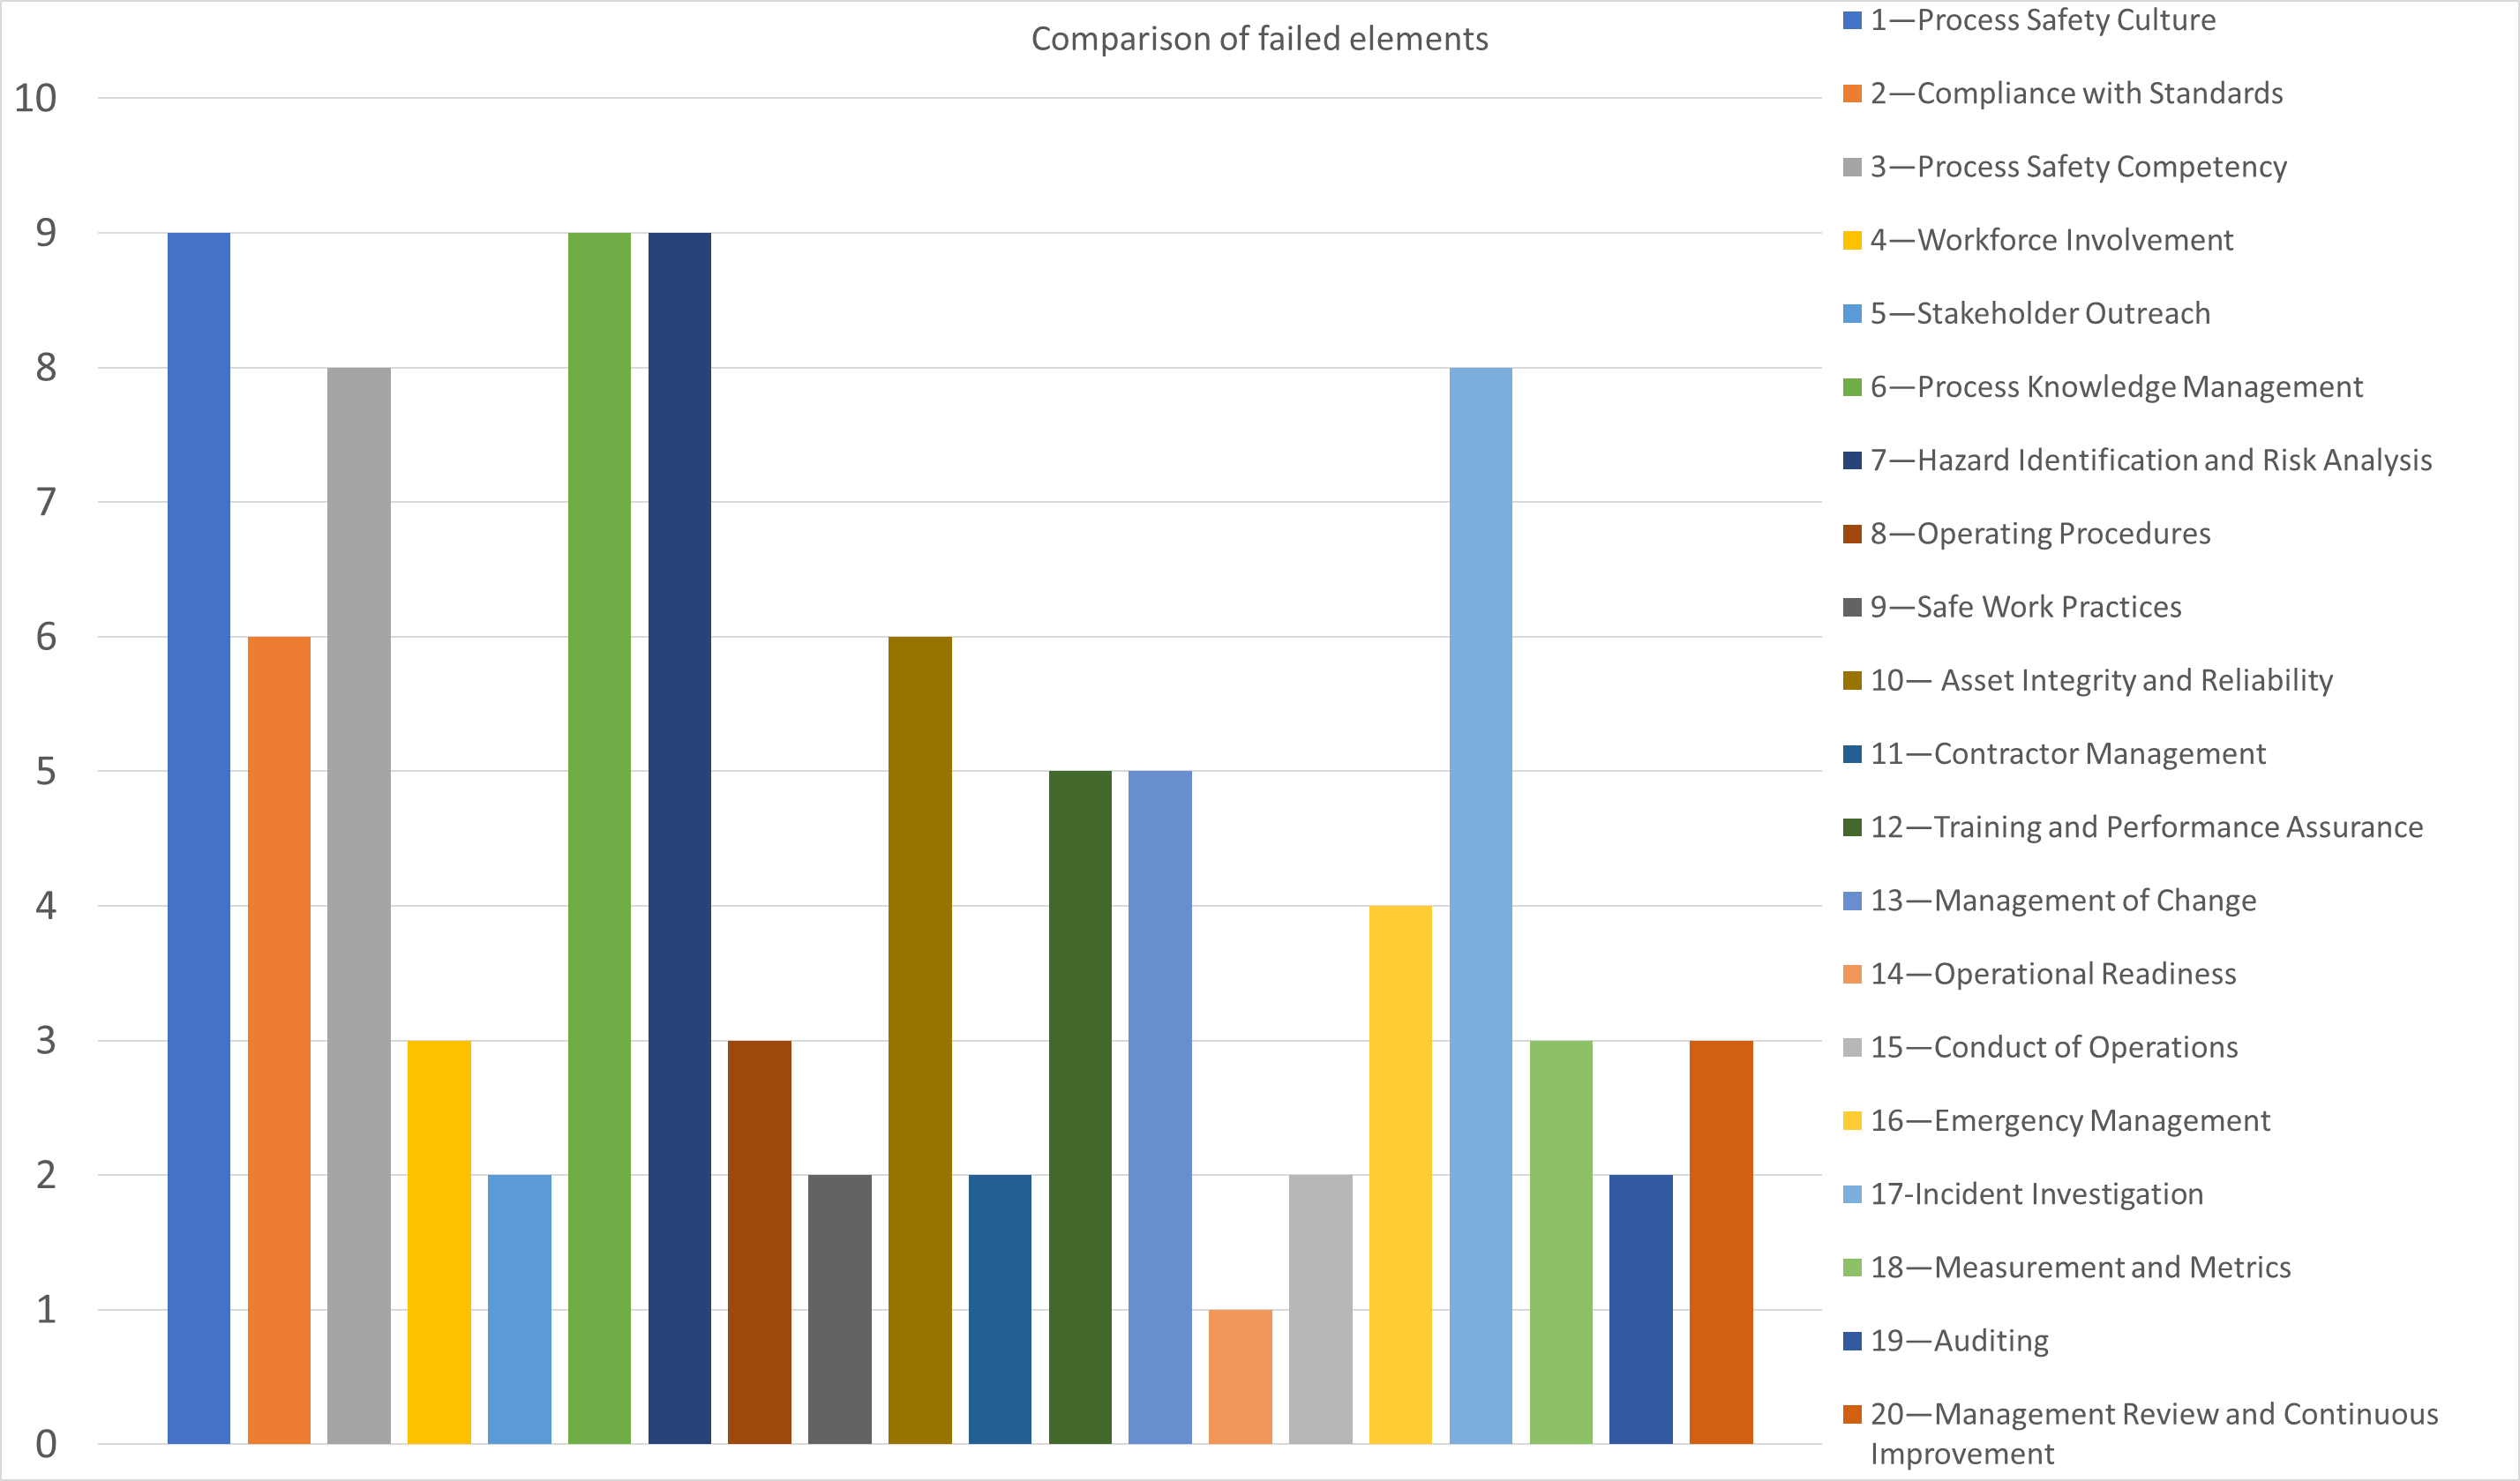 Comparison of failed elements
10
9
8
7
6
5
4
3
2
1
0
1—Process Safety Culture
2—Compliance with Standards
3—Process Safety Competency
4—Workforce Involvement
5—Stakeholder Outreach
6—Process Knowledge Management
7—Hazard Identification and Risk Analysis
8—Operating Procedures
9—Safe Work Practices
10— Asset Integrity and Reliability
11—Contractor Management
12—Training and Performance Assurance
13—Management of Change
14—Operational Readiness
15—Conduct of Operations
16—Emergency Management
17-Incident Investigation
18—Measurement and Metrics
19—Auditing
20—Management Review and Continuous
Improvement